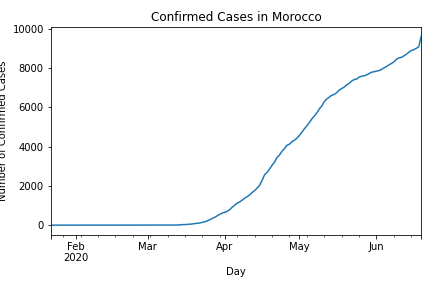 Confirmed Cases in Morocco
Number of Confirmed Cases
10000
8000
6000
4000
2000
0
Feb
2020
Mar
Apr
May
Jun
Day